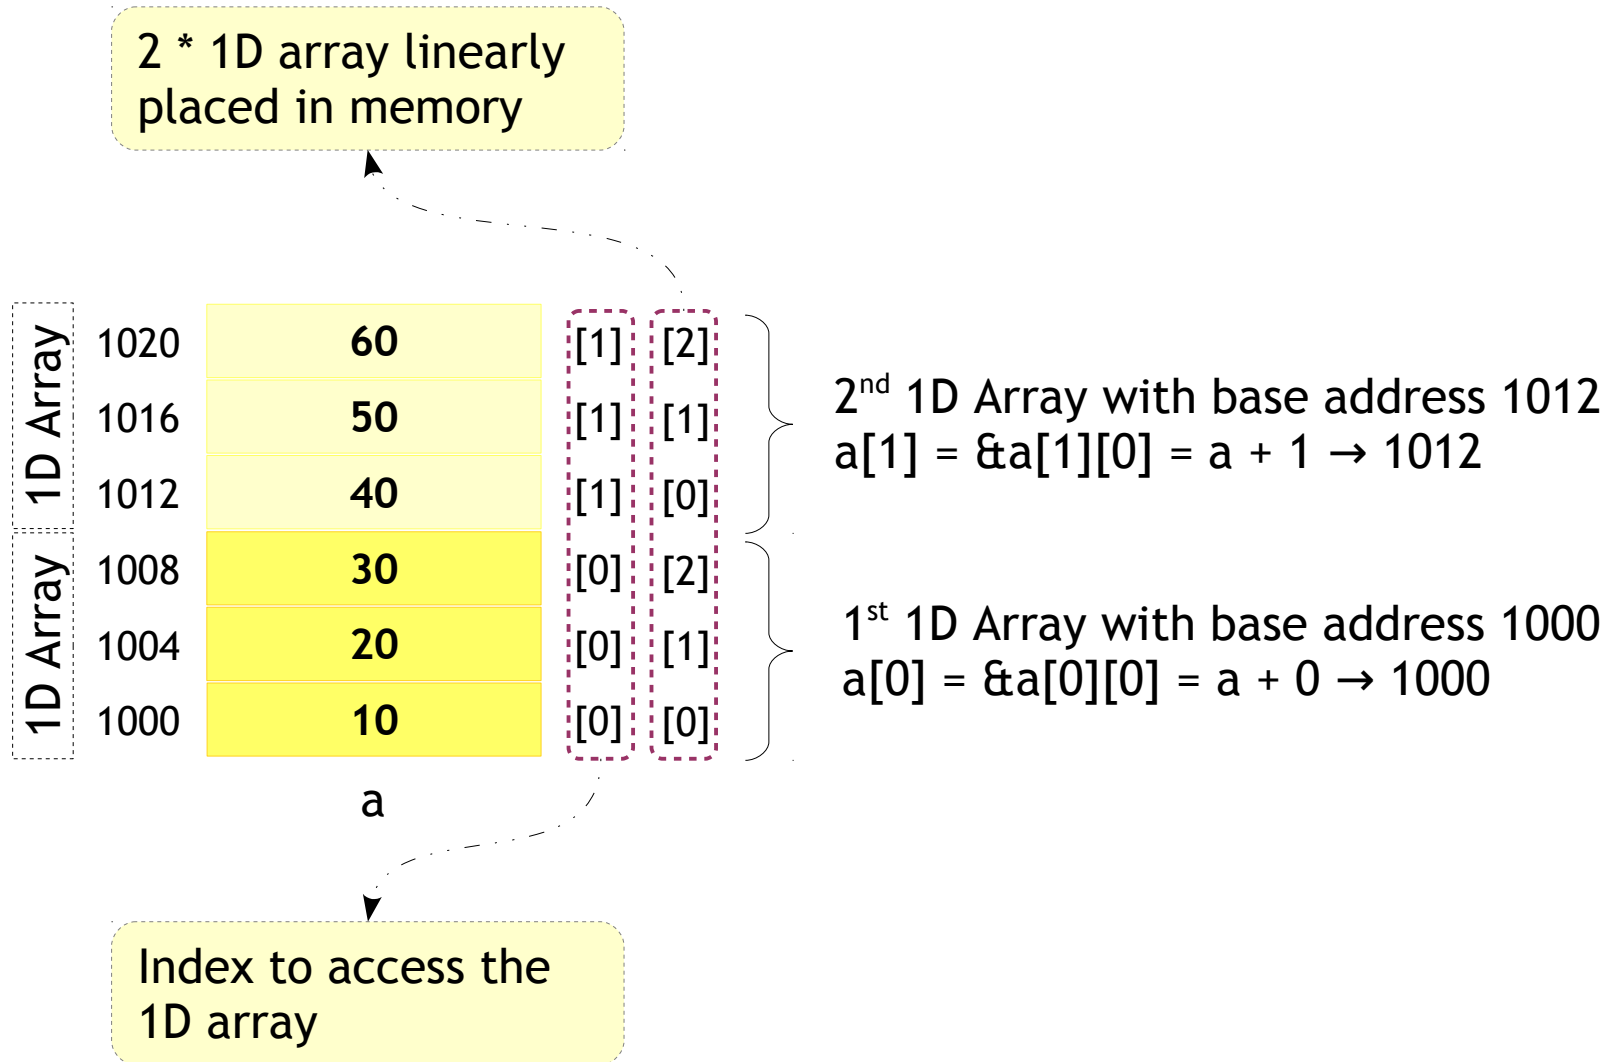 2 * 1D array linearly
placed in memory
1D Array
1020 60 [1] [2]
1016 50 [1] [1]
1012 40 [1] [0]
2nd 1D Array with base address 1012
a[1] = &a[1][0] = a + 1 → 1012
1D Array
1008 30 [0] [2]
1004 20 [0] [1]
1000 10 [0] [0]
1st 1D Array with base address 1000
a[0] = &a[0][0] = a + 0 → 1000
a
Index to access the
1D array